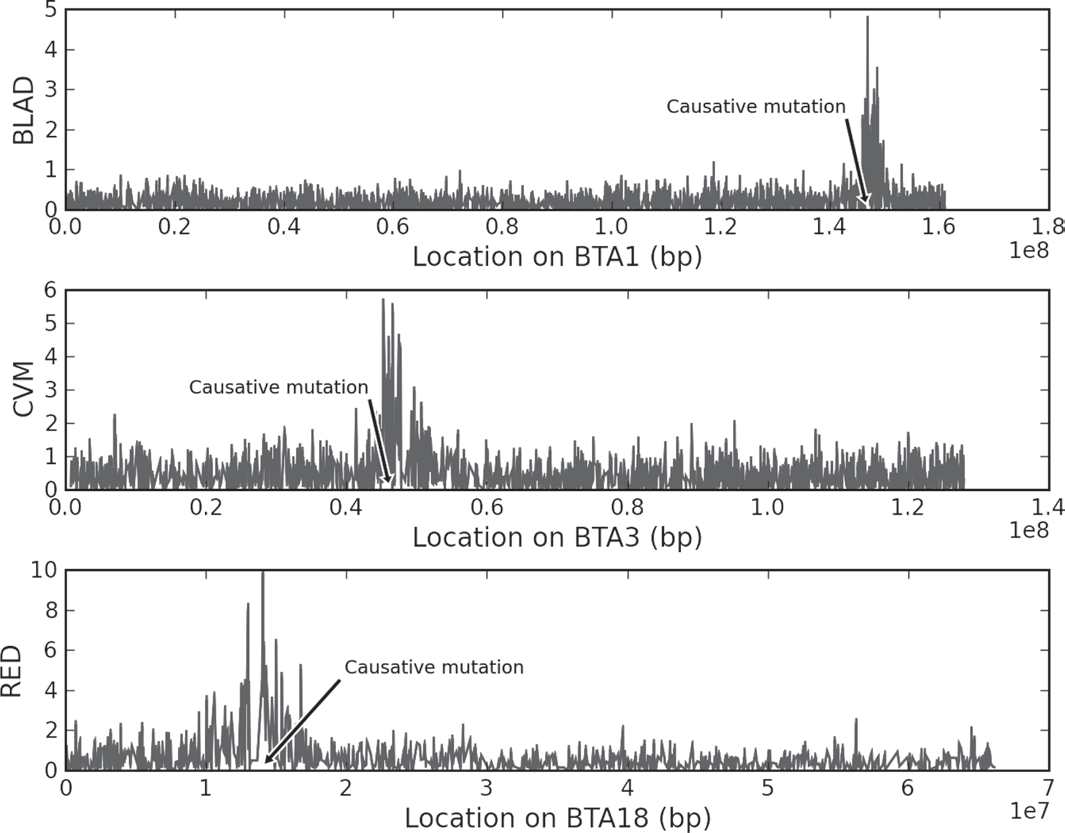 5
4
3
2
1
0
BLAD
Causative mutation
0.0 0.2 0.4 0.6 0.8 1.0 1.2 1.4 1.6 1.8
1e8
Location on BTA1 (bp)
6
5
4
3
2
1
0
CVM
Causative mutation
0.0 0.2 0.4 0.6 0.8 1.0 1.2 1.4
1e8
Location on BTA3 (bp)
10
8
6
4
2
0
RED
Causative mutation
0 1 2 3 4 5 6 7
1e7
Location on BTA18 (bp)